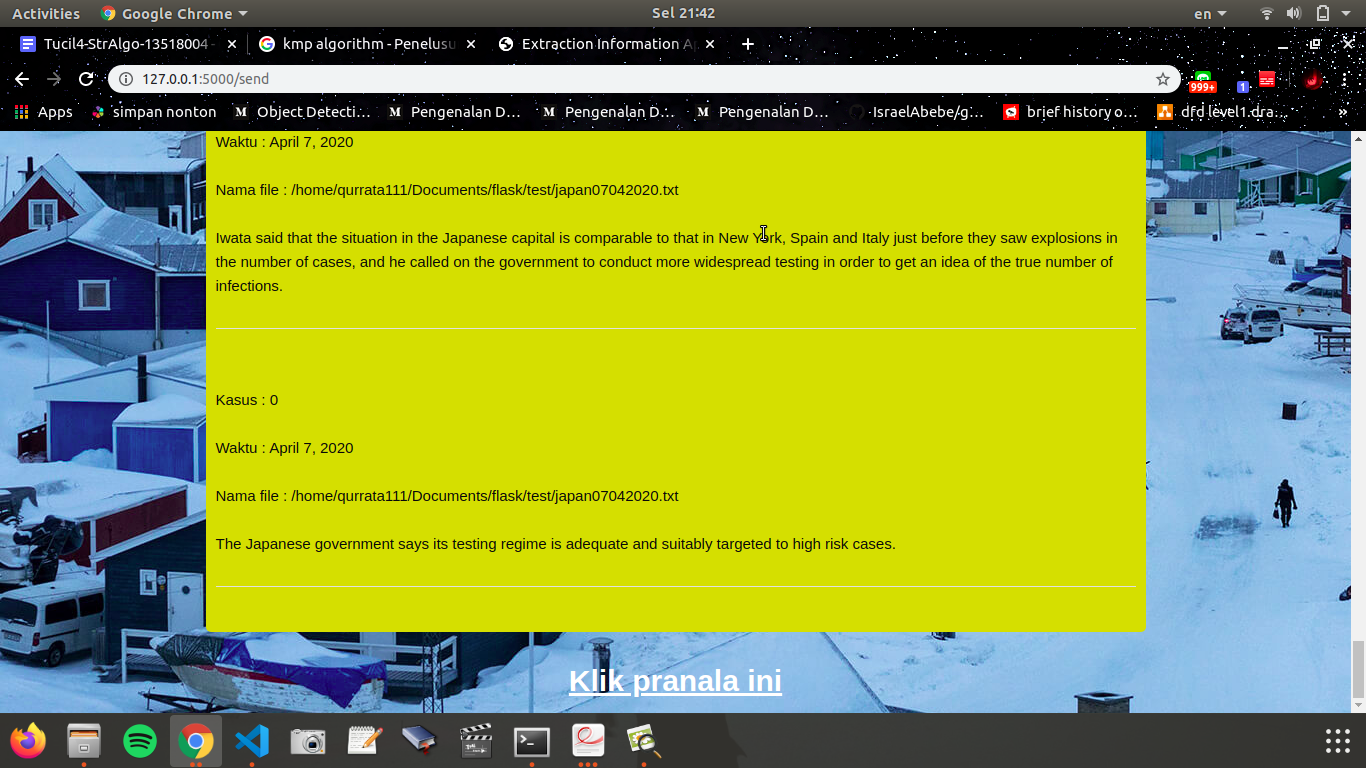 Activities
Google Chrome
Sel 21:42
en
Tucil4-StrAlgo-13518004 -
kmp algorithm - Penelusu
Extraction Information Ap
127.0.0.1:5000/send
999+
1
Apps
simpan nonton
M Object Detecti...
M Pengenalan D...
M Pengenalan D...
M Pengenalan D...
IsraelAbebe/g...
brief history o...
dfd level1.dra...
»
Waktu : April 7, 2020
Nama file : /home/qurrata111/Documents/flask/test/japan07042020.txt
Iwata said that the situation in the Japanese capital is comparable to that in New York, Spain and Italy just before they saw explosions in
the number of cases, and he called on the government to conduct more widespread testing in order to get an idea of the true number of
infections.
Kasus : 0
Waktu : April 7, 2020
Nama file : /home/qurrata111/Documents/flask/test/japan07042020.txt
The Japanese government says its testing regime is adequate and suitably targeted to high risk cases.
Klik pranala ini